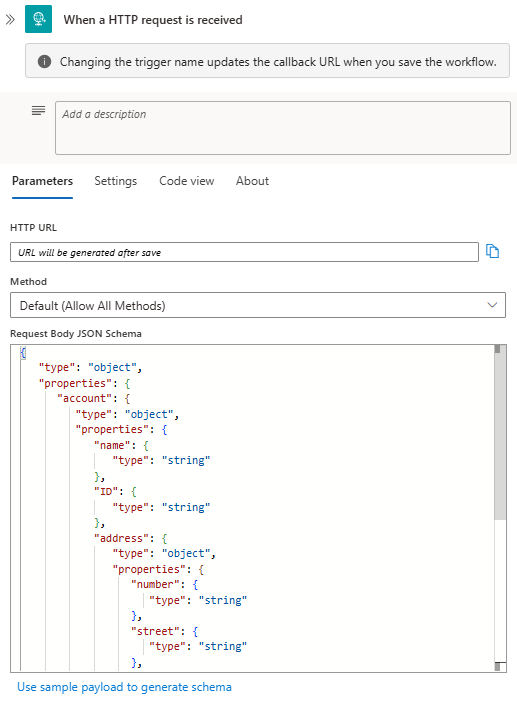 When a HTTP request is received
Changing the trigger name updates the callback URL when you save the workflow.
Add a description
Parameters Settings Code view About
HTTP URL
URL will be generated after save
Method
Default (Allow All Methods)
Request Body JSON Schema
{
"type": "object",
"properties": {
"account": {
"type": "object",
"properties": {
"name": {
"type": "string"
},
"ID": {
"type": "string"
},
"address": {
"type": "object",
"properties": {
"number": {
"type": "string"
},
"street": {
"type": "string"
},
Use sample payload to generate schema